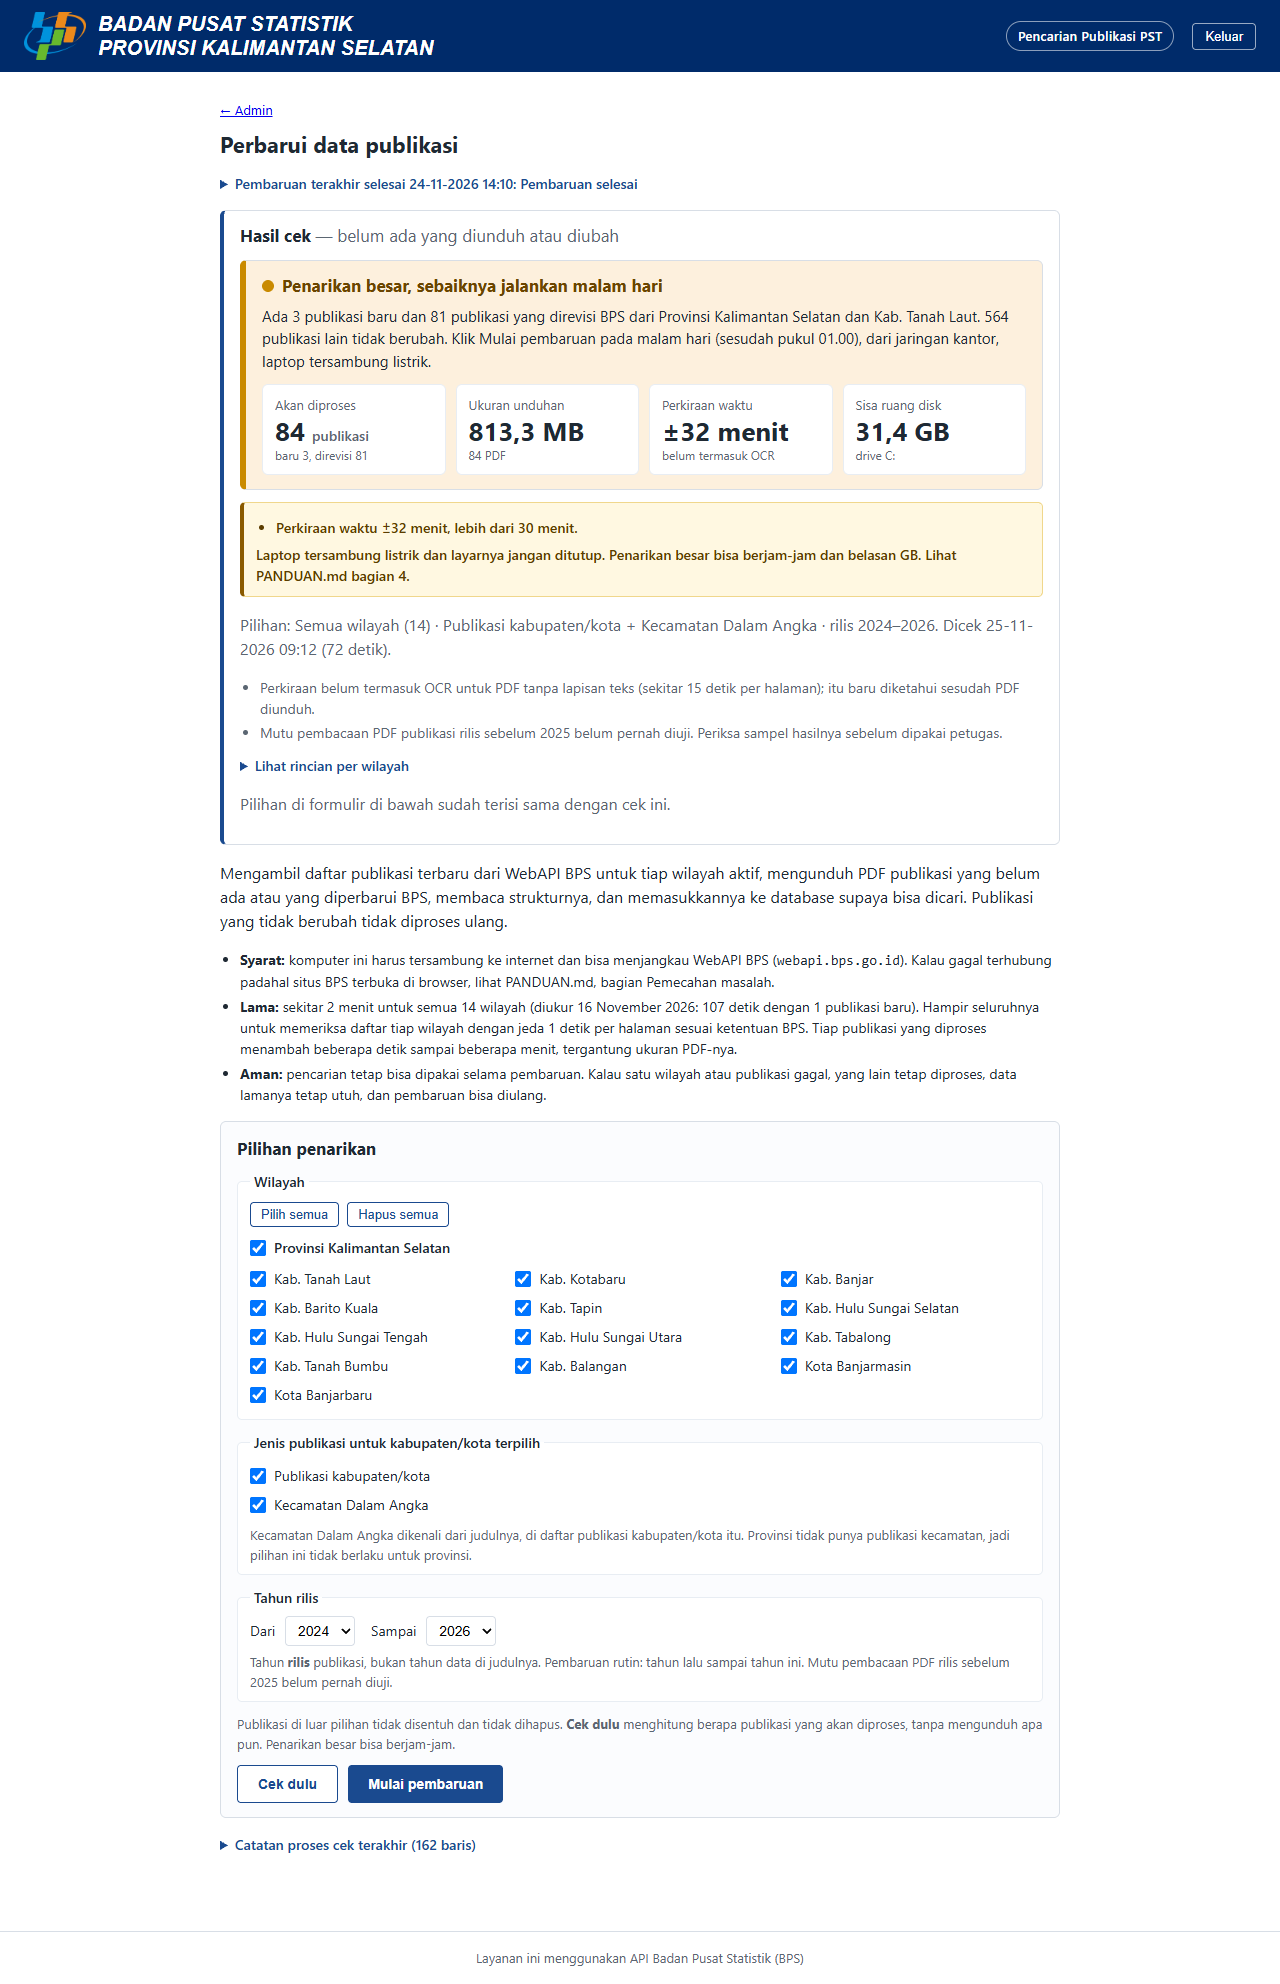 BADAN PUSAT STATISTIK
PROVINSI KALIMANTAN SELATAN
Pencarian Publikasi PST
Keluar
← Admin
Perbarui data publikasi
Pembaruan terakhir selesai 24-11-2026 14:10: Pembaruan selesai
Hasil cek — belum ada yang diunduh atau diubah
Penarikan besar, sebaiknya jalankan malam hari
Ada 3 publikasi baru dan 81 publikasi yang direvisi BPS dari Provinsi Kalimantan Selatan dan Kab. Tanah Laut. 564
publikasi lain tidak berubah. Klik Mulai pembaruan pada malam hari (sesudah pukul 01.00), dari jaringan kantor,
laptop tersambung listrik.
Akan diproses
84 publikasi
baru 3, direvisi 81
Ukuran unduhan
813,3 MB
84 PDF
Perkiraan waktu
±32 menit
belum termasuk OCR
Sisa ruang disk
31,4 GB
drive C:
• Perkiraan waktu ±32 menit, lebih dari 30 menit.
Laptop tersambung listrik dan layarnya jangan ditutup. Penarikan besar bisa berjam-jam dan belasan GB. Lihat
PANDUAN.md bagian 4.
Pilihan: Semua wilayah (14) · Publikasi kabupaten/kota + Kecamatan Dalam Angka · rilis 2024–2026. Dicek 25-11-
2026 09:12 (72 detik).
• Perkiraan belum termasuk OCR untuk PDF tanpa lapisan teks (sekitar 15 detik per halaman); itu baru diketahui sesudah PDF
diunduh.
• Mutu pembacaan PDF publikasi rilis sebelum 2025 belum pernah diuji. Periksa sampel hasilnya sebelum dipakai petugas.
Lihat rincian per wilayah
Pilihan di formulir di bawah sudah terisi sama dengan cek ini.
Mengambil daftar publikasi terbaru dari WebAPI BPS untuk tiap wilayah aktif, mengunduh PDF publikasi yang belum
ada atau yang diperbarui BPS, membaca strukturnya, dan memasukkannya ke database supaya bisa dicari. Publikasi
yang tidak berubah tidak diproses ulang.
• Syarat: komputer ini harus tersambung ke internet dan bisa menjangkau WebAPI BPS (webapi.bps.go.id). Kalau gagal terhubung
padahal situs BPS terbuka di browser, lihat PANDUAN.md, bagian Pemecahan masalah.
• Lama: sekitar 2 menit untuk semua 14 wilayah (diukur 16 November 2026: 107 detik dengan 1 publikasi baru). Hampir seluruhnya
untuk memeriksa daftar tiap wilayah dengan jeda 1 detik per halaman sesuai ketentuan BPS. Tiap publikasi yang diproses
menambah beberapa detik sampai beberapa menit, tergantung ukuran PDF-nya.
• Aman: pencarian tetap bisa dipakai selama pembaruan. Kalau satu wilayah atau publikasi gagal, yang lain tetap diproses, data
lamanya tetap utuh, dan pembaruan bisa diulang.
Pilihan penarikan
Wilayah
Pilih semua
Hapus semua
Provinsi Kalimantan Selatan
Kab. Tanah Laut
Kab. Kotabaru
Kab. Banjar
Kab. Barito Kuala
Kab. Tapin
Kab. Hulu Sungai Selatan
Kab. Hulu Sungai Tengah
Kab. Hulu Sungai Utara
Kab. Tabalong
Kab. Tanah Bumbu
Kab. Balangan
Kota Banjarmasin
Kota Banjarbaru
Jenis publikasi untuk kabupaten/kota terpilih
Publikasi kabupaten/kota
Kecamatan Dalam Angka
Kecamatan Dalam Angka dikenali dari judulnya, di daftar publikasi kabupaten/kota itu. Provinsi tidak punya publikasi kecamatan, jadi
pilihan ini tidak berlaku untuk provinsi.
Tahun rilis
Dari 2024 Sampai 2026
Tahun rilis publikasi, bukan tahun data di judulnya. Pembaruan rutin: tahun lalu sampai tahun ini. Mutu pembacaan PDF rilis sebelum
2025 belum pernah diuji.
Publikasi di luar pilihan tidak disentuh dan tidak dihapus. Cek dulu menghitung berapa publikasi yang akan diproses, tanpa mengunduh apa
pun. Penarikan besar bisa berjam-jam.
Cek dulu
Mulai pembaruan
Catatan proses cek terakhir (162 baris)
Layanan ini menggunakan API Badan Pusat Statistik (BPS)